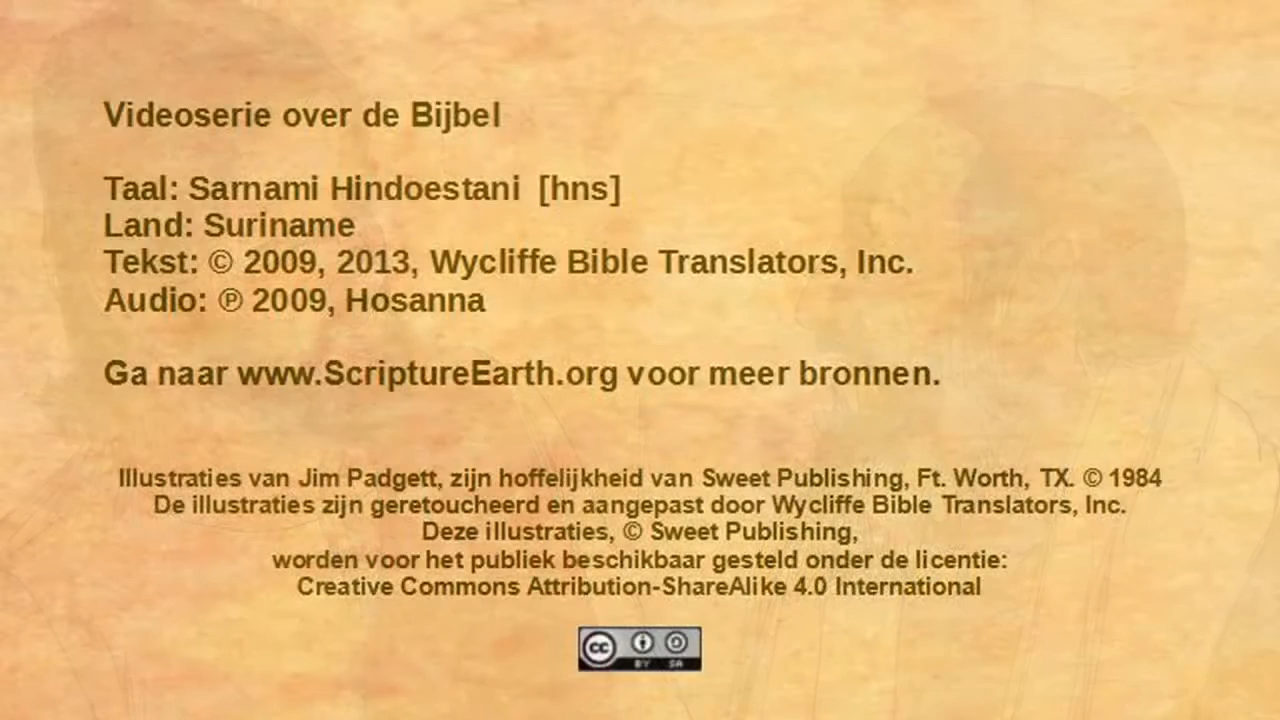 Videoserie over de Bijbel
Taal: Sarnami Hindoestani [hns]
Land: Suriname
Tekst: © 2009, 2013, Wycliffe Bible Translators, Inc.
Audio: ℗ 2009, Hosanna
Ga naar www.ScriptureEarth.org voor meer bronnen.
Illustraties van Jim Padgett, zijn hoffelijkheid van Sweet Publishing, Ft. Worth, TX. © 1984
De illustraties zijn geretoucheerd en aangepast door Wycliffe Bible Translators, Inc.
Deze illustraties, © Sweet Publishing,
worden voor het publiek beschikbaar gesteld onder de licentie:
Creative Commons Attribution-ShareAlike 4.0 International
cc BY SA